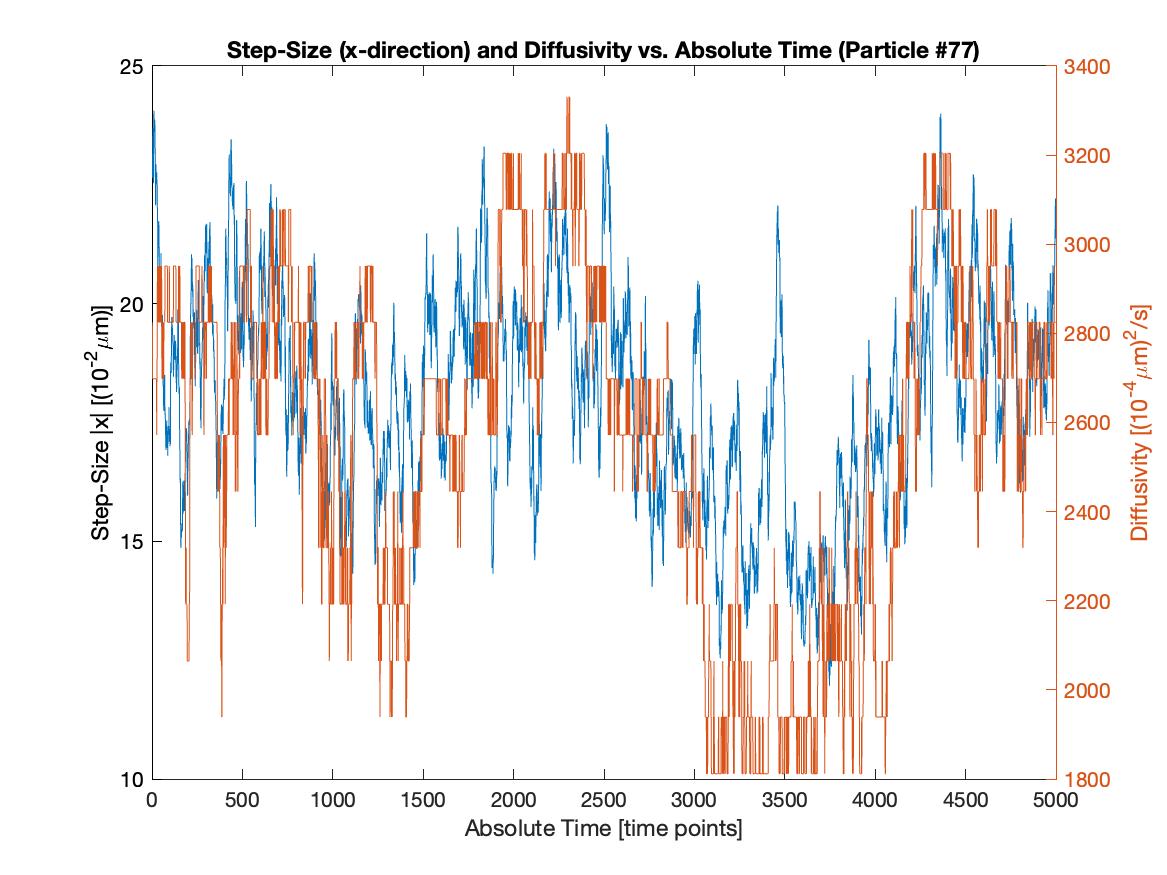 Step-Size (x-direction) and Diffusivity vs. Absolute Time (Particle #77)
25
20
15
10
Step-Size |x| [(10⁻² μm)]
3400
3200
3000
2800
2600
2400
2200
2000
1800
Diffusivity [(10⁻⁴ μm)²/s]
0 500 1000 1500 2000 2500 3000 3500 4000 4500 5000
Absolute Time [time points]